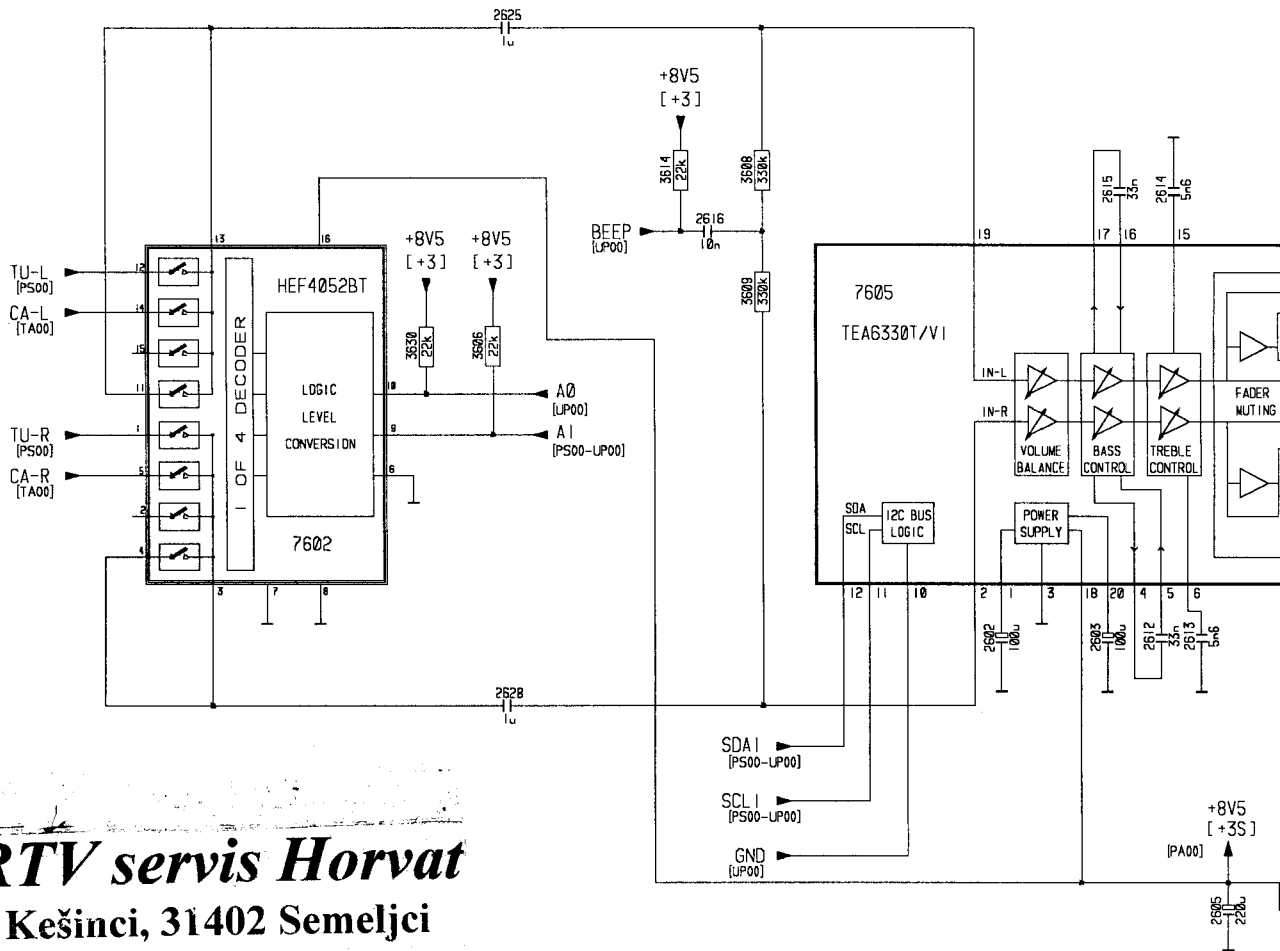 2625
1u
+8V5
[+3]
3614
22k
3608
330k
2615
33n
2614
5n6
BEEP
[UP00]
2616
10n
3609
330k
13
16
+8V5
[+3]
+8V5
[+3]
19
17
16
15
TU-L
[PS00]
12
CA-L
[TA00]
14
15
11
TU-R
[PS00]
1
CA-R
[TA00]
5
2
4
1 OF 4 DECODER
HEF4052BT
LOGIC
LEVEL
CONVERSION
7602
3630
22k
3606
22k
10
A0
[UP00]
9
A1
[PS00-UP00]
6
3
7
8
7605
TEA6330T/V1
IN-L
IN-R
VOLUME
BALANCE
BASS
CONTROL
TREBLE
CONTROL
FADER
MUTING
SDA
SCL
I2C BUS
LOGIC
POWER
SUPPLY
12
11
10
2
1
3
18
20
4
5
6
2602
100u
2603
100u
2612
33n
2613
5n6
2628
1u
SDA1
[PS00-UP00]
SCL1
[PS00-UP00]
GND
[UP00]
+8V5
[+3S]
[PA00]
2605
220u
RTV servis Horvat
Kešinci, 31402 Semeljci